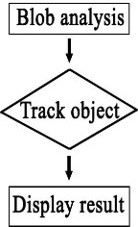 Blob analysis
Track object
Display result